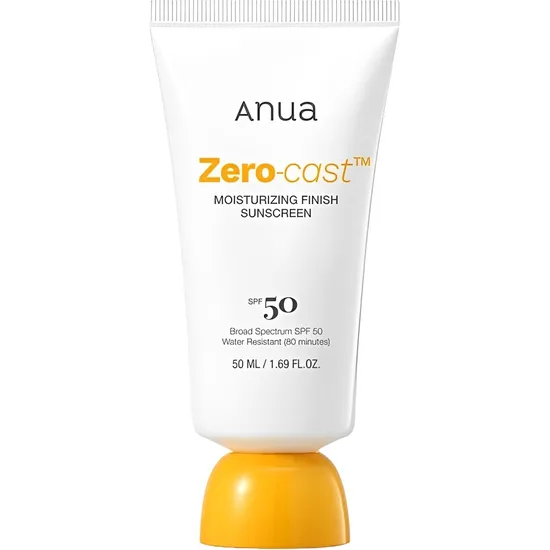 Anua
Zero-cast™
MOISTURIZING FINISH
SUNSCREEN
SPF 50
Broad Spectrum SPF 50
Water Resistant (80 minutes)
50 ML / 1.69 FL.OZ.